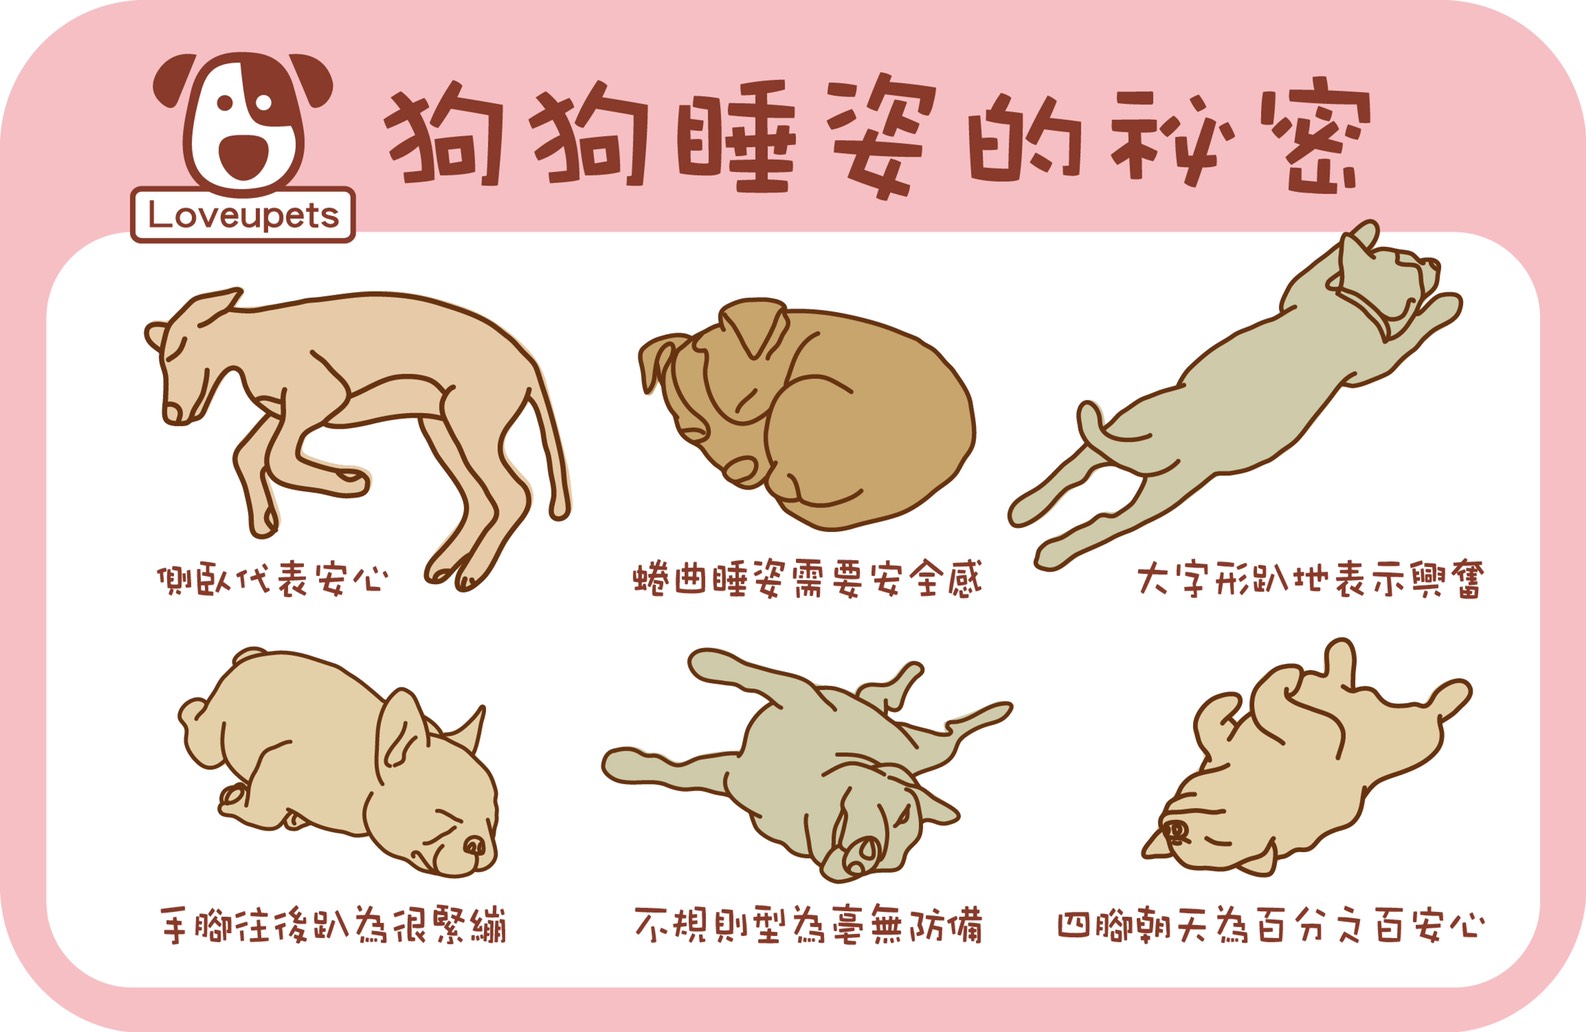 狗狗睡姿的祕密
Loveupets
側臥代表安心
蜷曲睡姿需要安全感
大字形趴地表示興奮
手腳往後趴為很緊繃
不規則型為毫無防備
四腳朝天為百分之百安心